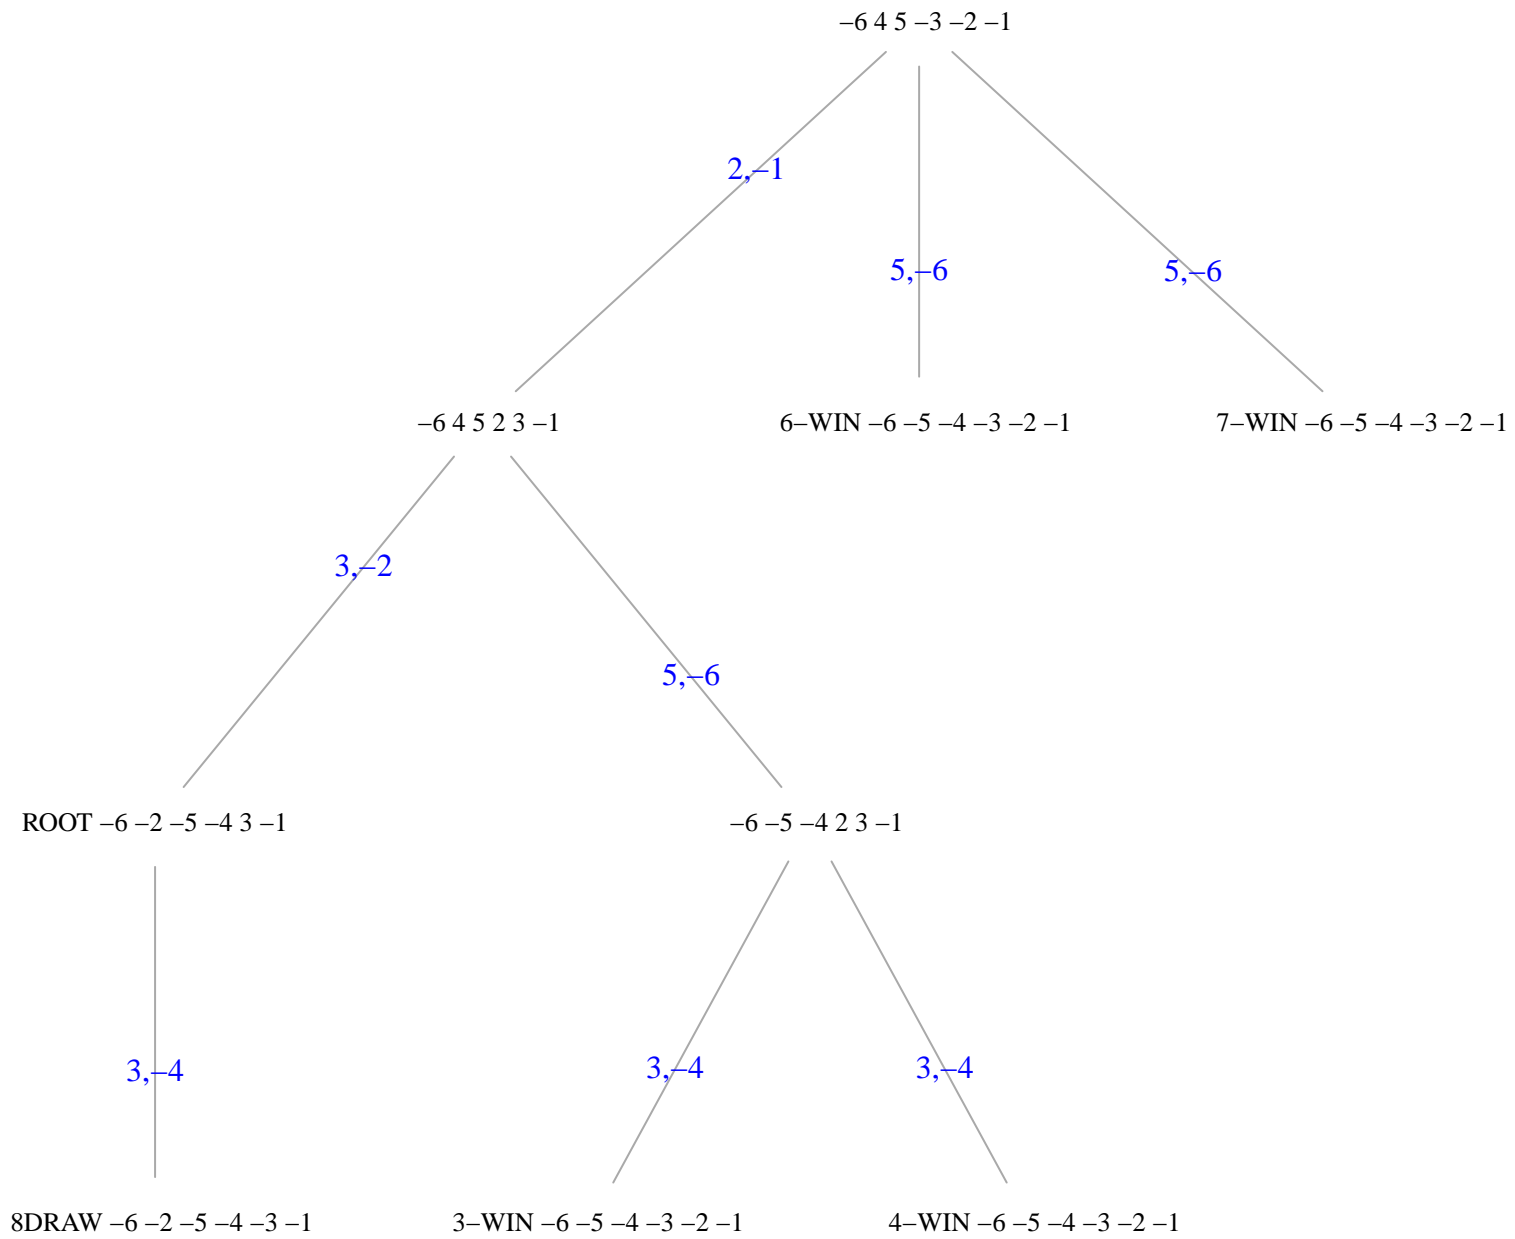 –6 4 5 –3 –2 –1
2,–1
5,–6
5,–6
–6 4 5 2 3 –1
6–WIN –6 –5 –4 –3 –2 –1
7–WIN –6 –5 –4 –3 –2 –1
3,–2
5,–6
ROOT –6 –2 –5 –4 3 –1
–6 –5 –4 2 3 –1
3,–4
3,–4
3,–4
8DRAW –6 –2 –5 –4 –3 –1
3–WIN –6 –5 –4 –3 –2 –1
4–WIN –6 –5 –4 –3 –2 –1